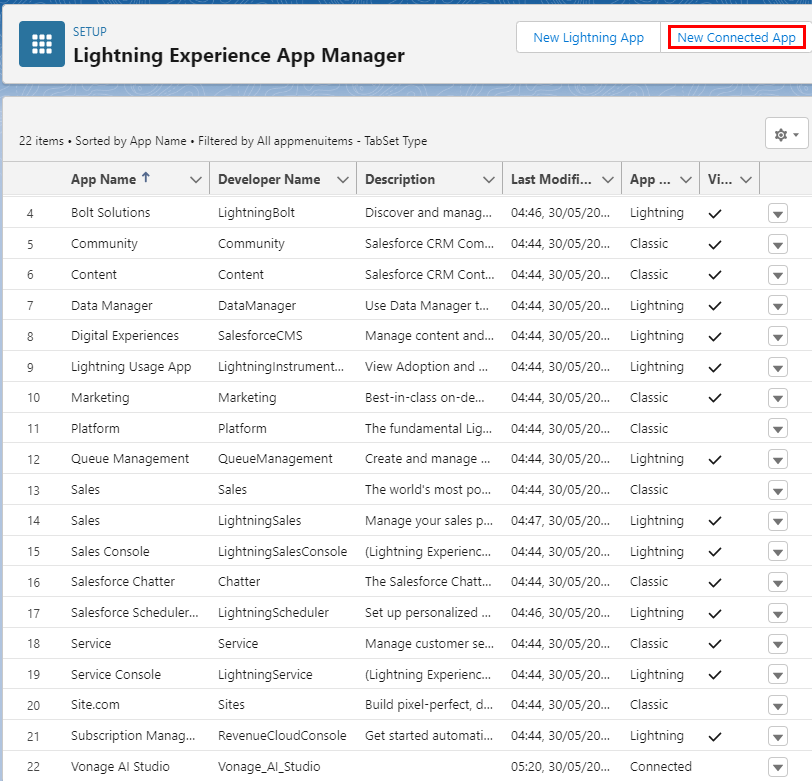 SETUP
Lightning Experience App Manager
New Lightning App
New Connected App
22 items • Sorted by App Name • Filtered by All appmenuitems - TabSet Type
App Name ↑ Developer Name Description Last Modifi... App ... Vi...
4 Bolt Solutions LightningBolt Discover and manag... 04:46, 30/05/20... Lightning ✓
5 Community Community Salesforce CRM Com... 04:44, 30/05/20... Classic ✓
6 Content Content Salesforce CRM Cont... 04:44, 30/05/20... Classic ✓
7 Data Manager DataManager Use Data Manager t... 04:44, 30/05/20... Lightning ✓
8 Digital Experiences SalesforceCMS Manage content and... 04:44, 30/05/20... Lightning ✓
9 Lightning Usage App LightningInstrument... View Adoption and ... 04:44, 30/05/20... Lightning ✓
10 Marketing Marketing Best-in-class on-de... 04:44, 30/05/20... Classic ✓
11 Platform Platform The fundamental Lig... 04:44, 30/05/20... Classic
12 Queue Management QueueManagement Create and manage ... 04:44, 30/05/20... Lightning ✓
13 Sales Sales The world's most po... 04:44, 30/05/20... Classic
14 Sales LightningSales Manage your sales p... 04:47, 30/05/20... Lightning ✓
15 Sales Console LightningSalesConsole (Lightning Experienc... 04:44, 30/05/20... Lightning ✓
16 Salesforce Chatter Chatter The Salesforce Chatt... 04:44, 30/05/20... Classic ✓
17 Salesforce Scheduler... LightningScheduler Set up personalized ... 04:46, 30/05/20... Lightning ✓
18 Service Service Manage customer se... 04:44, 30/05/20... Classic ✓
19 Service Console LightningService (Lightning Experienc... 04:44, 30/05/20... Lightning ✓
20 Site.com Sites Build pixel-perfect, d... 04:44, 30/05/20... Classic
21 Subscription Manag... RevenueCloudConsole Get started automati... 04:44, 30/05/20... Lightning ✓
22 Vonage AI Studio Vonage_AI_Studio 05:20, 30/05/20... Connected